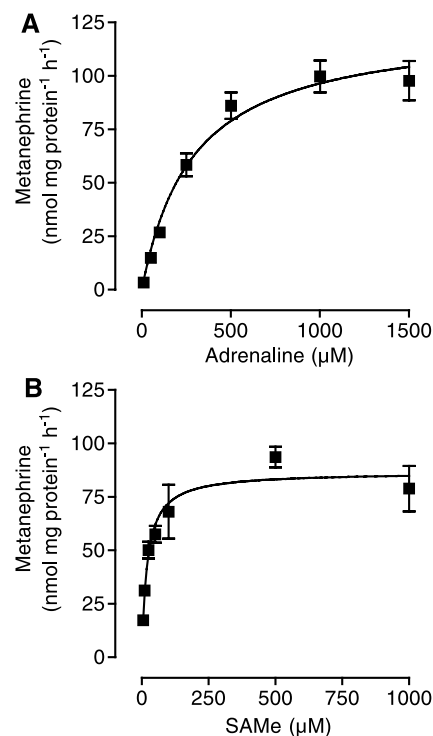 A
Metanephrine
(nmol mg protein⁻¹ h⁻¹)
125
100
75
50
25
0
0 500 1000 1500
Adrenaline (µM)
B
Metanephrine
(nmol mg protein⁻¹ h⁻¹)
125
100
75
50
25
0
0 250 500 750 1000
SAMe (µM)